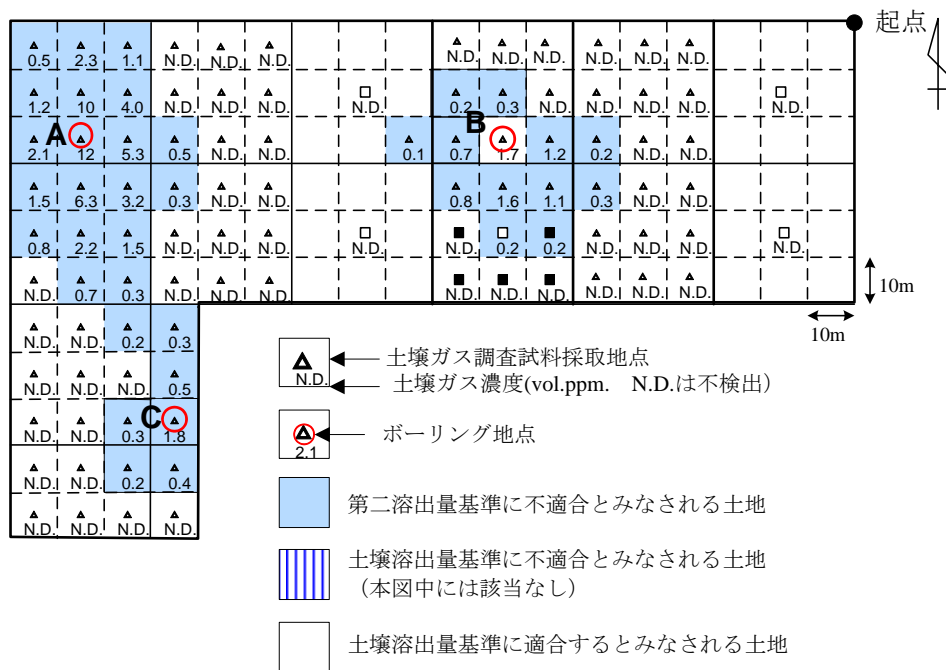 起点
0.5 2.3 1.1 N.D. N.D. N.D. N.D. N.D. N.D.
1.2 10 4.0 N.D. N.D. N.D. N.D. 0.2 0.3 N.D. N.D. N.D. N.D. N.D.
A B
2.1 12 5.3 0.5 N.D. N.D. 0.1 0.7 1.7 1.2 0.2 N.D. N.D.
1.5 6.3 3.2 0.3 N.D. N.D. 0.8 1.6 1.1 0.3 N.D. N.D.
0.8 2.2 1.5 N.D. N.D. N.D. N.D. N.D. 0.2 0.2 N.D. N.D. N.D. N.D.
N.D. 0.7 0.3 N.D. N.D. N.D. N.D. N.D. N.D. N.D. N.D. N.D.
10m
10m
N.D. N.D. 0.2 0.3
N.D. N.D. N.D. 0.5
C
N.D. N.D. 0.3 1.8
N.D. N.D. 0.2 0.4
N.D. N.D. N.D. N.D.
土壌ガス調査試料採取地点
N.D. 土壌ガス濃度(vol.ppm. N.D.は不検出)
ボーリング地点
2.1
第二溶出量基準に不適合とみなされる土地
土壌溶出量基準に不適合とみなされる土地
(本図中には該当なし)
土壌溶出量基準に適合するとみなされる土地